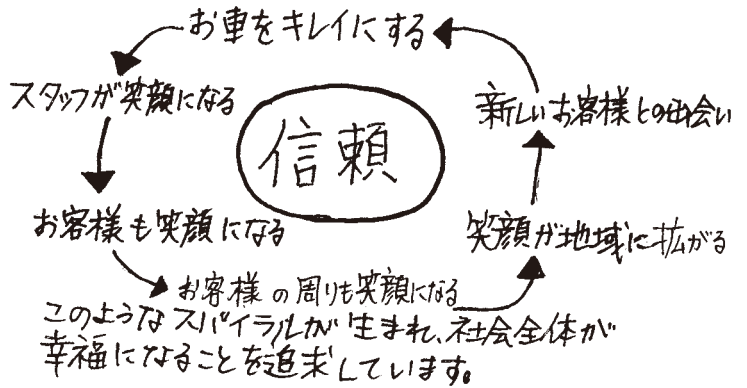 お車をキレイにする
スタッフが笑顔になる
新しいお客様との出会い
信頼
お客様も笑顔になる
笑顔が地域に拡がる
お客様の周りも笑顔になる
このようなスパイラルが生まれ、社会全体が
幸福になることを追求しています。